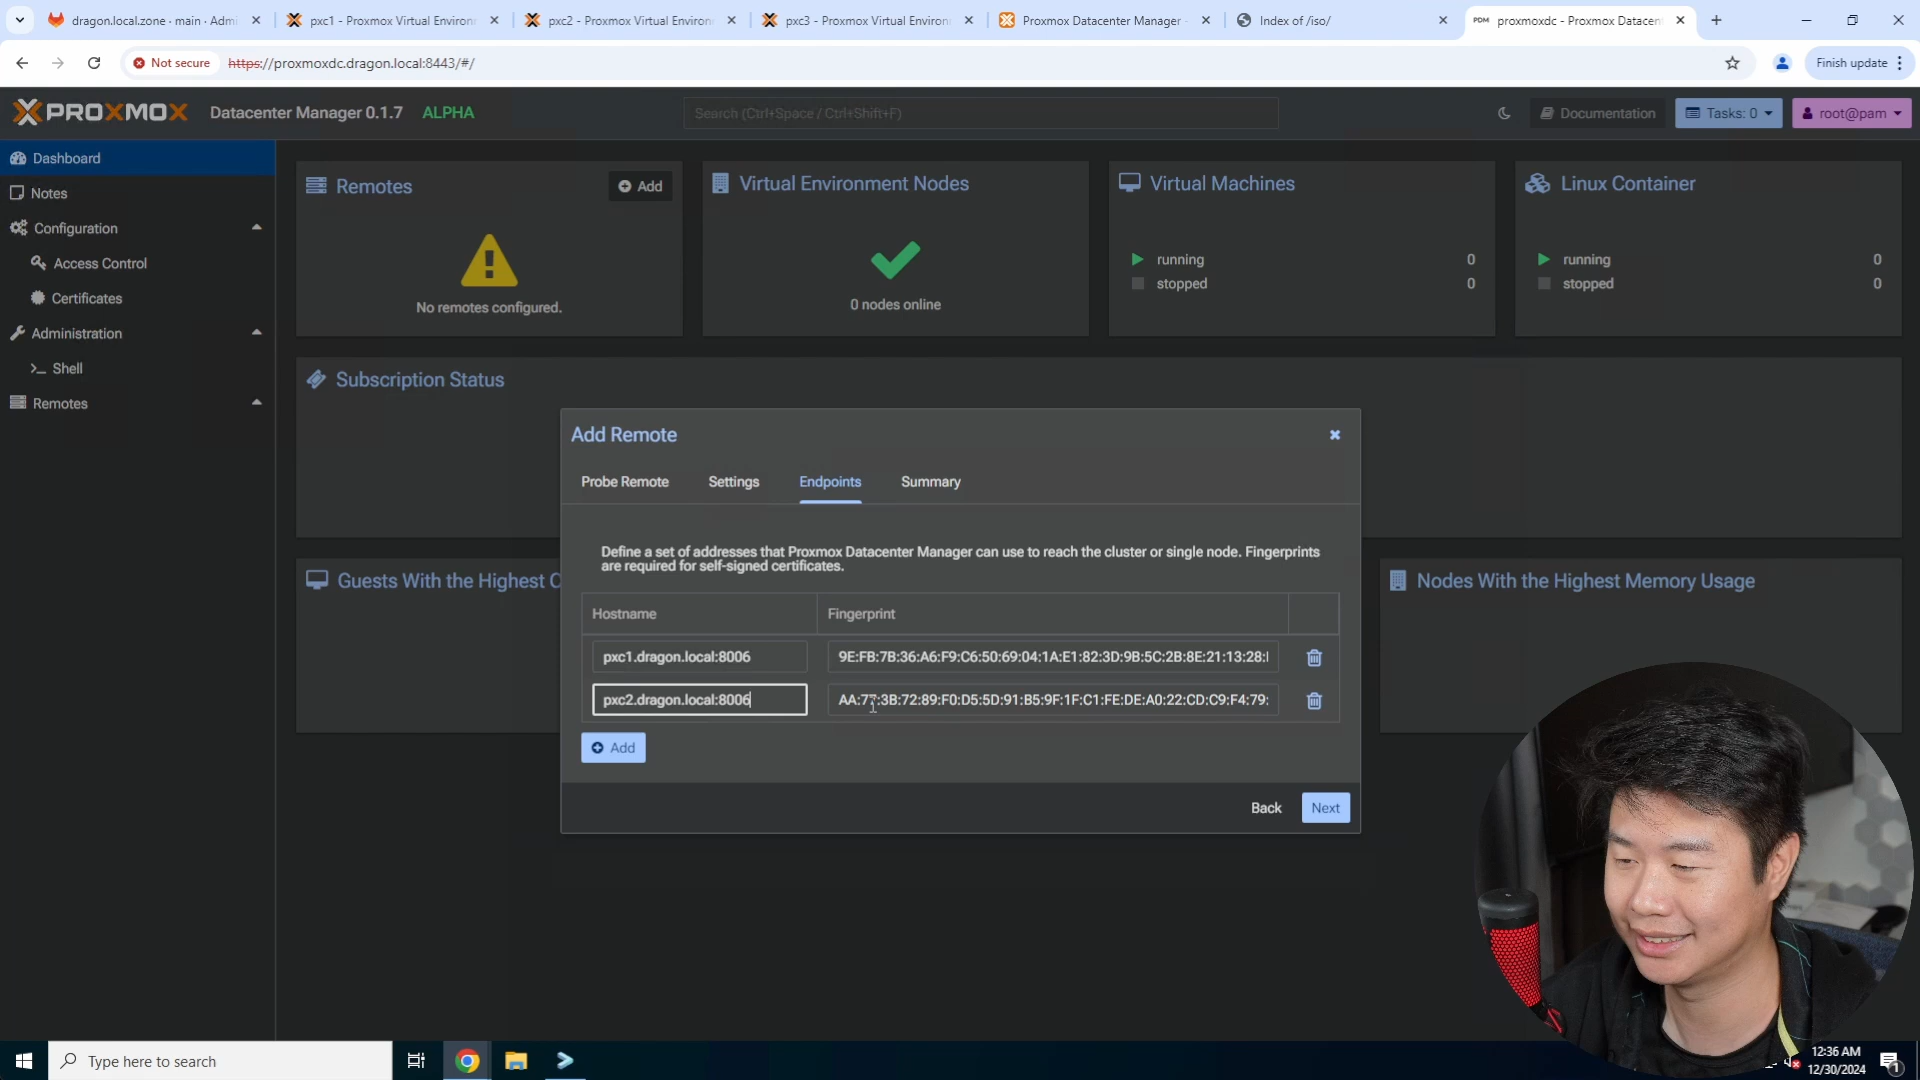 dragon.local.zone · main · Admi
pxc1 - Proxmox Virtual Environ
pxc2 - Proxmox Virtual Environ
pxc3 - Proxmox Virtual Environ
Proxmox Datacenter Manager -
Index of /iso/
PDM proxmoxdc - Proxmox Datacen
Not secure
https://proxmoxdc.dragon.local:8443/#/
Finish update
PROXMOX
Datacenter Manager 0.1.7
ALPHA
Search (Ctrl+Space / Ctrl+Shift+F)
Documentation
Tasks: 0
root@pam
Dashboard
Notes
Configuration
Access Control
Certificates
Administration
Shell
Remotes
Remotes
Add
No remotes configured.
Virtual Environment Nodes
0 nodes online
Virtual Machines
running 0
stopped 0
Linux Container
running 0
stopped 0
Subscription Status
Guests With the Highest C
Nodes With the Highest Memory Usage
Add Remote
Probe Remote
Settings
Endpoints
Summary
Define a set of addresses that Proxmox Datacenter Manager can use to reach the cluster or single node. Fingerprints
are required for self-signed certificates.
Hostname
Fingerprint
pxc1.dragon.local:8006
9E:FB:7B:36:A6:F9:C6:50:69:04:1A:E1:82:3D:9B:5C:2B:8E:21:13:28:
pxc2.dragon.local:8006
AA:77:3B:72:89:F0:D5:5D:91:B5:9F:1F:C1:FE:DE:A0:22:CD:C9:F4:79:
Add
Back
Next
Type here to search
12:36 AM
12/30/2024
1